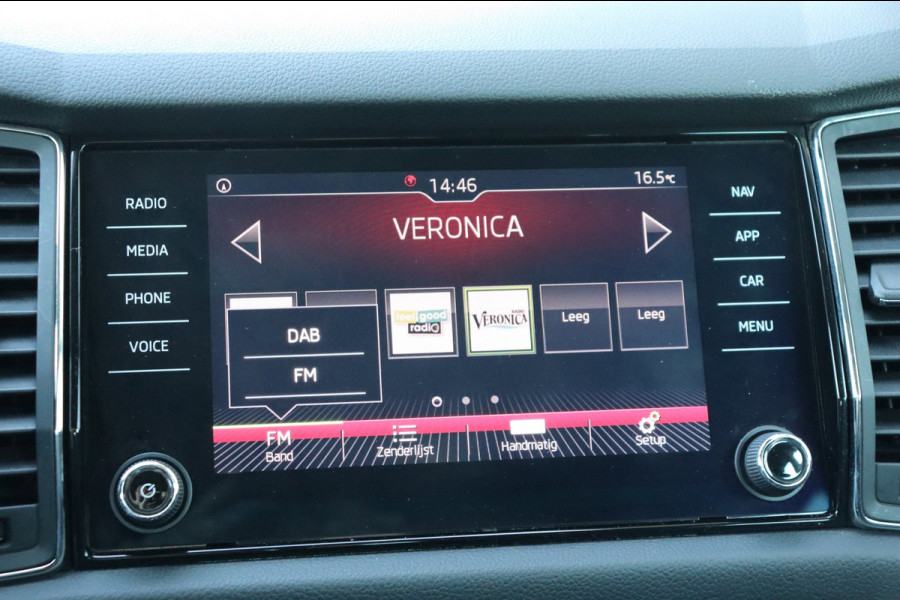 14:46
16.5°C
VERONICA
RADIO
MEDIA
PHONE
VOICE
DAB
FM
feel good
radio
RADIO
VERONICA
Leeg
Leeg
FM
Band
Zenderlijst
Handmatig
Setup
NAV
APP
CAR
MENU